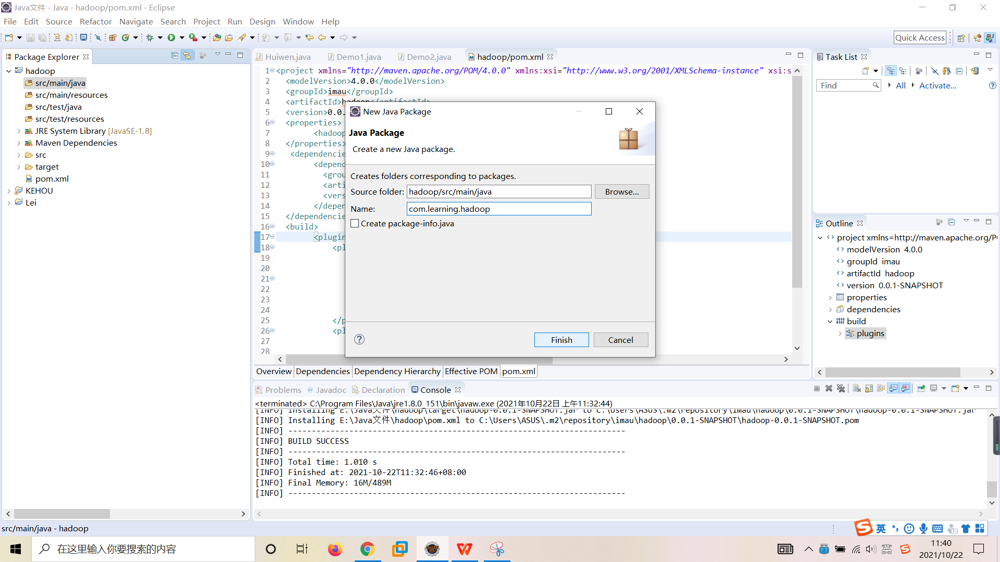 Java文件 - Java - hadoop/pom.xml - Eclipse
File Edit Source Refactor Navigate Search Project Run Design Window Help
Quick Access
Package Explorer
hadoop
src/main/java
src/main/resources
src/test/java
src/test/resources
JRE System Library [JavaSE-1.8]
Maven Dependencies
src
target
pom.xml
KEHOU
Lei
Huiwen.java Demo1.java Demo2.java hadoop/pom.xml
1 <project xmlns="http://maven.apache.org/POM/4.0.0" xmlns:xsi="http://www.w3.org/2001/XMLSchema-instance" xsi:s
2 <modelVersion>4.0.0</modelVersion>
3 <groupId>imau</groupId>
4 <artifactId>hadoop</artifactId>
5 <version>0.0.
6 <properties>
7 <hadoop
8 </properties>
9 <dependencie
10 <depend
11 <grou
12 <arti
13 <vers
14 </depen
15 </dependencie
16 <build>
17 <plugin
18 <pl
19
20
21
22
23
24
25 </p
26 <pl
27
28
New Java Package
Java Package
Create a new Java package.
Creates folders corresponding to packages.
Source folder: hadoop/src/main/java Browse...
Name: com.learning.hadoop
Create package-info.java
Finish Cancel
Overview Dependencies Dependency Hierarchy Effective POM pom.xml
Task List
Find All Activate...
Outline
project xmlns=http://maven.apache.org/P
modelVersion 4.0.0
groupId imau
artifactId hadoop
version 0.0.1-SNAPSHOT
properties
dependencies
build
plugins
Problems Javadoc Declaration Console
<terminated> C:\Program Files\Java\jre1.8.0_151\bin\javaw.exe (2021年10月22日 上午11:32:44)
[INFO] Installing E:\Java文件\hadoop\target\hadoop-0.0.1-SNAPSHOT.jar to C:\Users\ASUS\.m2\repository\imau\hadoop\0.0.1-SNAPSHOT\hadoop-0.0.1-SNAPSHOT.jar
[INFO] Installing E:\Java文件\hadoop\pom.xml to C:\Users\ASUS\.m2\repository\imau\hadoop\0.0.1-SNAPSHOT\hadoop-0.0.1-SNAPSHOT.pom
[INFO] ------------------------------------------------------------------------
[INFO] BUILD SUCCESS
[INFO] ------------------------------------------------------------------------
[INFO] Total time: 1.010 s
[INFO] Finished at: 2021-10-22T11:32:46+08:00
[INFO] Final Memory: 16M/489M
[INFO] ------------------------------------------------------------------------
src/main/java - hadoop
英
在这里输入你要搜索的内容
英
11:40
2021/10/22